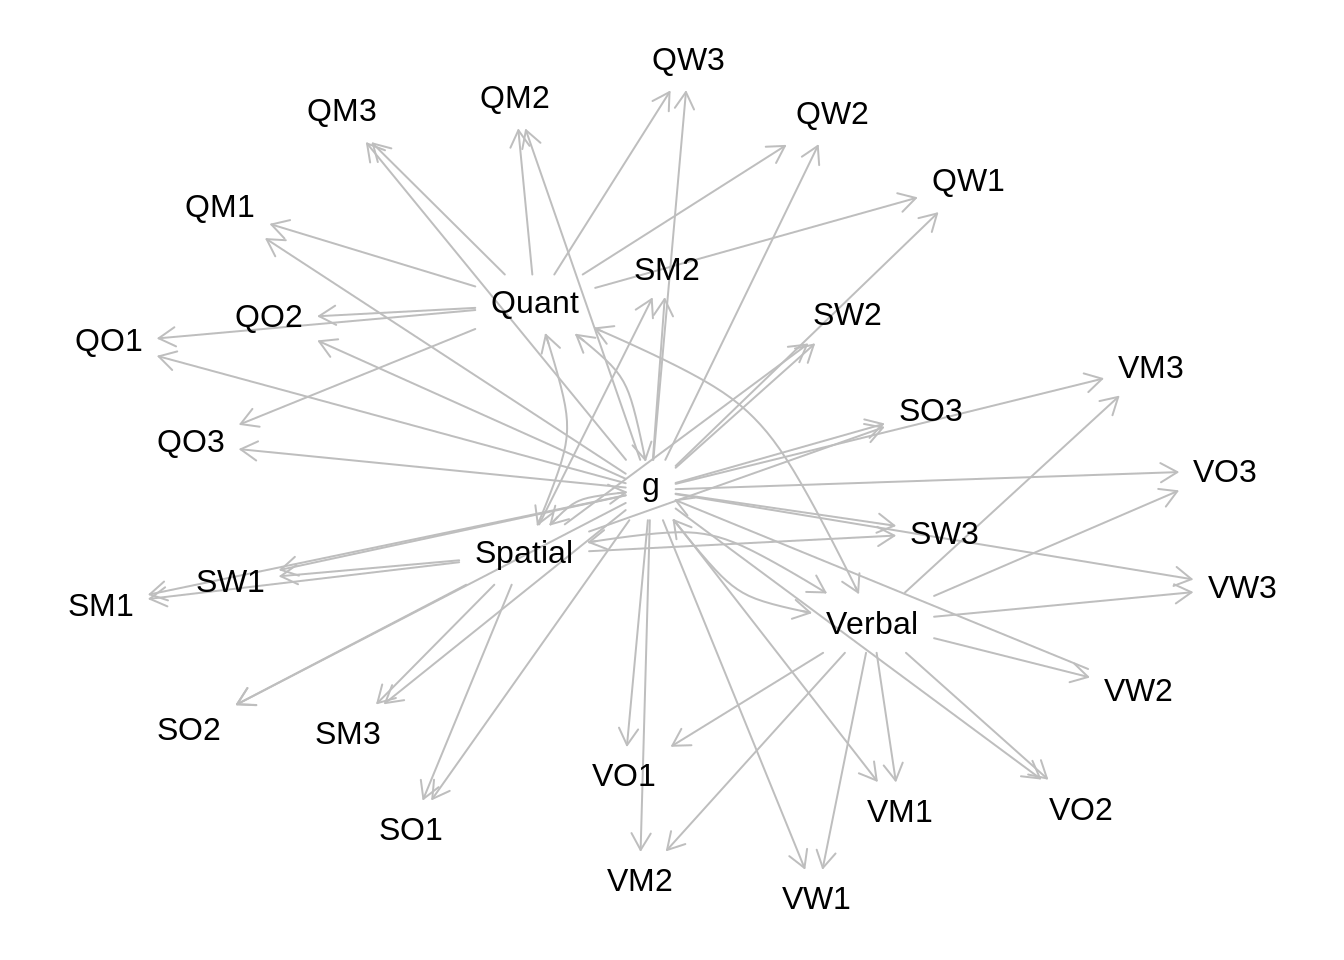 QW3
QM2
QM3
QW2
QW1
QM1
SM2
Quant
SW2
QO2
QO1
VM3
SO3
QO3
VO3
g
SW3
Spatial
SW1
VW3
SM1
Verbal
VW2
SO2
SM3
VO1
VO2
VM1
SO1
VM2
VW1